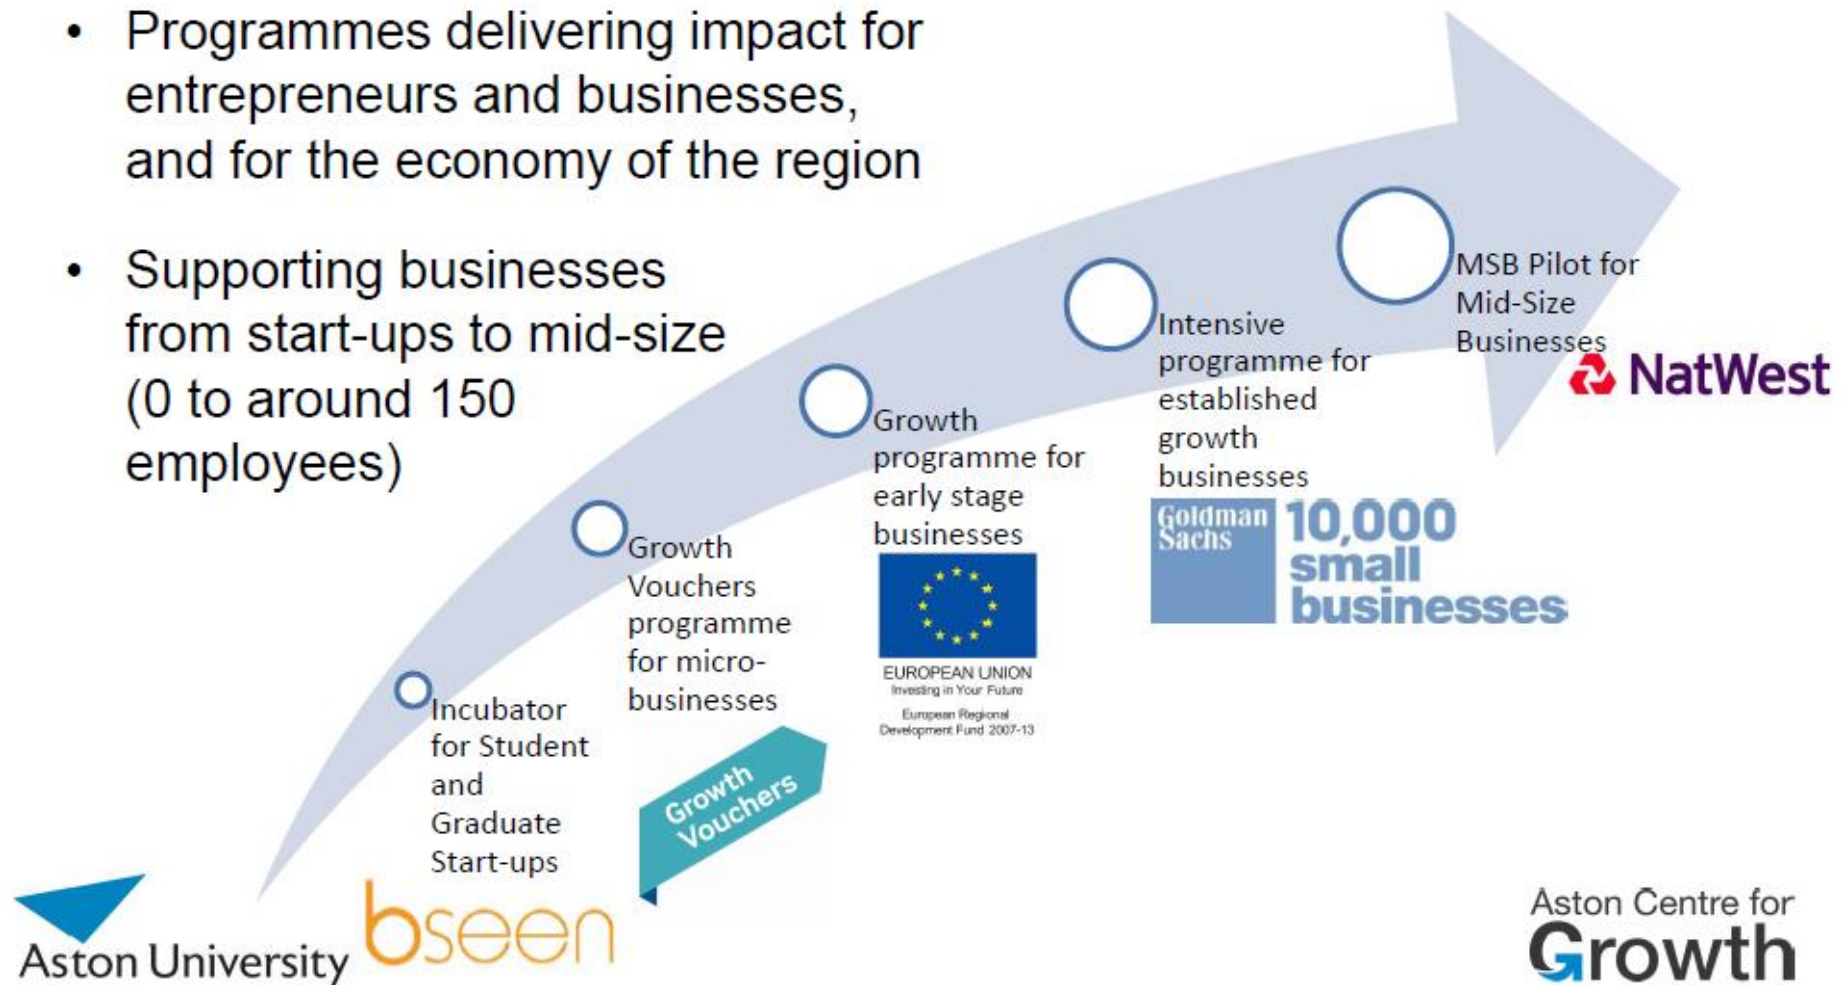 • Programmes delivering impact for
entrepreneurs and businesses,
and for the economy of the region
• Supporting businesses
from start-ups to mid-size
(0 to around 150
employees)
MSB Pilot for
Mid-Size
Businesses
NatWest
Intensive
programme for
established
growth
businesses
Goldman
Sachs
10,000
small
businesses
Growth
programme for
early stage
businesses
EUROPEAN UNION
Investing in Your Future
European Regional
Development Fund 2007-13
Growth
Vouchers
programme
for micro-
businesses
Growth
Vouchers
Incubator
for Student
and
Graduate
Start-ups
bseen
Aston University
Aston Centre for
Growth